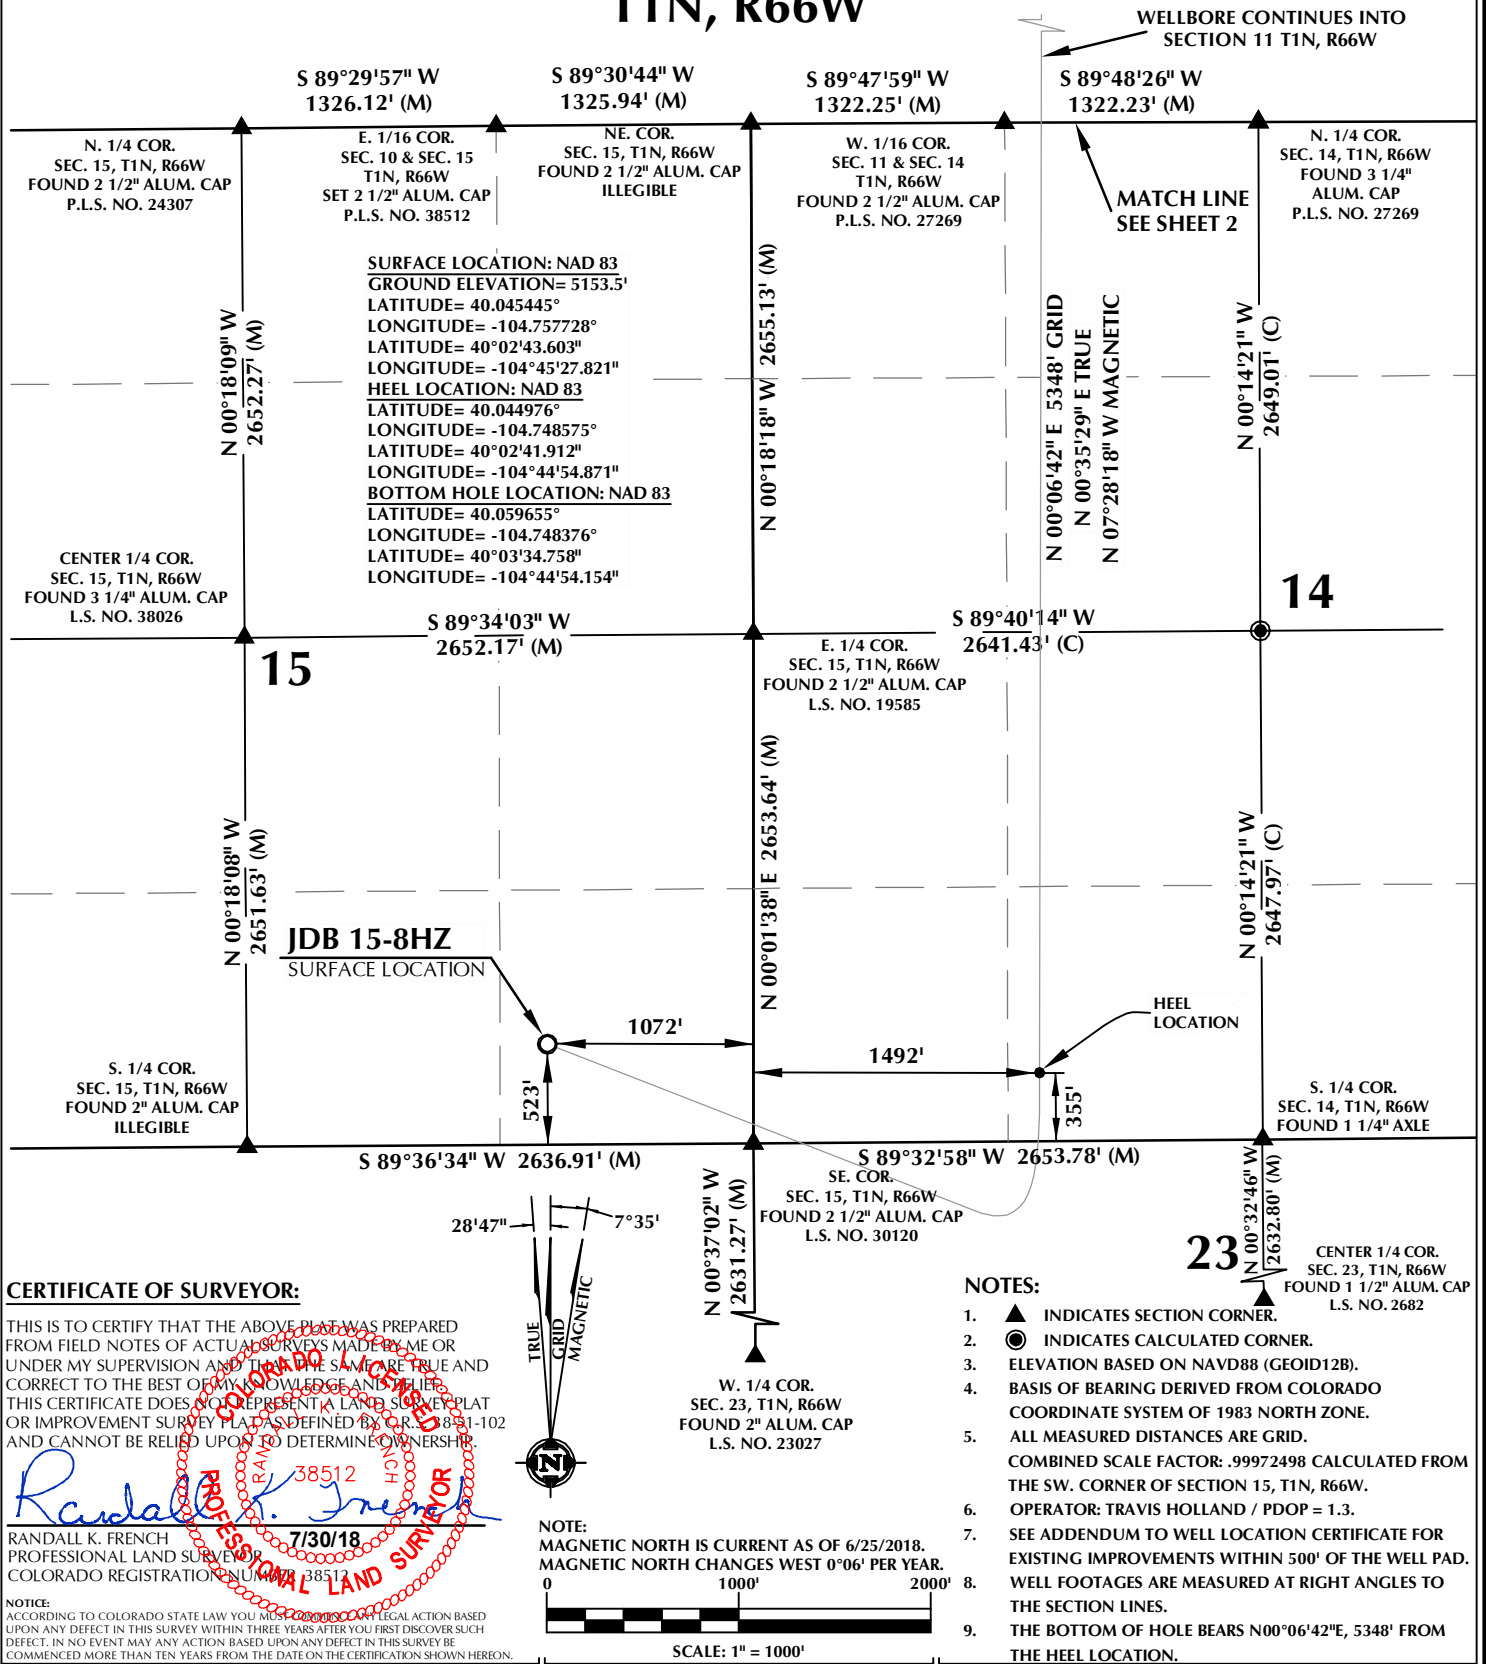 T1N, R66W
WELLBORE CONTINUES INTO
SECTION 11 T1N, R66W
S 89°29'57" W
1326.12' (M)
S 89°30'44" W
1325.94' (M)
S 89°47'59" W
1322.25' (M)
S 89°48'26" W
1322.23' (M)
N. 1/4 COR.
SEC. 15, T1N, R66W
FOUND 2 1/2" ALUM. CAP
P.L.S. NO. 24307
E. 1/16 COR.
SEC. 10 & SEC. 15
T1N, R66W
SET 2 1/2" ALUM. CAP
P.L.S. NO. 38512
NE. COR.
SEC. 15, T1N, R66W
FOUND 2 1/2" ALUM. CAP
ILLEGIBLE
W. 1/16 COR.
SEC. 11 & SEC. 14
T1N, R66W
FOUND 2 1/2" ALUM. CAP
P.L.S. NO. 27269
N. 1/4 COR.
SEC. 14, T1N, R66W
FOUND 3 1/4"
ALUM. CAP
P.L.S. NO. 27269
MATCH LINE
SEE SHEET 2
SURFACE LOCATION: NAD 83
GROUND ELEVATION= 5153.5'
LATITUDE= 40.045445°
LONGITUDE= -104.757728°
LATITUDE= 40°02'43.603"
LONGITUDE= -104°45'27.821"
HEEL LOCATION: NAD 83
LATITUDE= 40.044976°
LONGITUDE= -104.748575°
LATITUDE= 40°02'41.912"
LONGITUDE= -104°44'54.871"
BOTTOM HOLE LOCATION: NAD 83
LATITUDE= 40.059655°
LONGITUDE= -104.748376°
LATITUDE= 40°03'34.758"
LONGITUDE= -104°44'54.154"
N 00°18'09" W
2652.27' (M)
N 00°18'18" W 2655.13' (M)
N 00°06'42" E 5348' GRID
N 00°35'29" E TRUE
N 07°28'18" W MAGNETIC
N 00°14'21" W
2649.01' (C)
CENTER 1/4 COR.
SEC. 15, T1N, R66W
FOUND 3 1/4" ALUM. CAP
L.S. NO. 38026
14
S 89°34'03" W
2652.17' (M)
S 89°40'14" W
2641.43' (C)
15
E. 1/4 COR.
SEC. 15, T1N, R66W
FOUND 2 1/2" ALUM. CAP
L.S. NO. 19585
N 00°18'08" W
2651.63' (M)
N 00°01'38" E 2653.64' (M)
N 00°14'21" W
2647.97' (C)
JDB 15-8HZ
SURFACE LOCATION
HEEL
LOCATION
1072'
1492'
523'
355'
S. 1/4 COR.
SEC. 15, T1N, R66W
FOUND 2" ALUM. CAP
ILLEGIBLE
S. 1/4 COR.
SEC. 14, T1N, R66W
FOUND 1 1/4" AXLE
S 89°36'34" W 2636.91' (M)
S 89°32'58" W 2653.78' (M)
SE. COR.
SEC. 15, T1N, R66W
FOUND 2 1/2" ALUM. CAP
L.S. NO. 30120
N 00°37'02" W
2631.27' (M)
N 00°32'46" W
2632.80' (M)
28'47"
7°35'
TRUE
GRID
MAGNETIC
N
23
CENTER 1/4 COR.
SEC. 23, T1N, R66W
FOUND 1 1/2" ALUM. CAP
L.S. NO. 2682
W. 1/4 COR.
SEC. 23, T1N, R66W
FOUND 2" ALUM. CAP
L.S. NO. 23027
CERTIFICATE OF SURVEYOR:
THIS IS TO CERTIFY THAT THE ABOVE PLAT WAS PREPARED
FROM FIELD NOTES OF ACTUAL SURVEYS MADE BY ME OR
UNDER MY SUPERVISION AND THAT THE SAME ARE TRUE AND
CORRECT TO THE BEST OF MY KNOWLEDGE AND BELIEF.
THIS CERTIFICATE DOES NOT REPRESENT A LAND SURVEY PLAT
OR IMPROVEMENT SURVEY PLAT AS DEFINED BY C.R.S. 38-51-102
AND CANNOT BE RELIED UPON TO DETERMINE OWNERSHIP.
COLORADO LICENSED
PROFESSIONAL LAND SURVEYOR
RANDALL K. FRENCH
38512
Randall K. French
7/30/18
RANDALL K. FRENCH
PROFESSIONAL LAND SURVEYOR
COLORADO REGISTRATION NUMBER 38512
NOTICE:
ACCORDING TO COLORADO STATE LAW YOU MUST COMMENCE ANY LEGAL ACTION BASED
UPON ANY DEFECT IN THIS SURVEY WITHIN THREE YEARS AFTER YOU FIRST DISCOVER SUCH
DEFECT. IN NO EVENT MAY ANY ACTION BASED UPON ANY DEFECT IN THIS SURVEY BE
COMMENCED MORE THAN TEN YEARS FROM THE DATE ON THE CERTIFICATION SHOWN HEREON.
NOTE:
MAGNETIC NORTH IS CURRENT AS OF 6/25/2018.
MAGNETIC NORTH CHANGES WEST 0°06' PER YEAR.
0 1000' 2000'
SCALE: 1" = 1000'
NOTES:
1. INDICATES SECTION CORNER.
2. INDICATES CALCULATED CORNER.
3. ELEVATION BASED ON NAVD88 (GEOID12B).
4. BASIS OF BEARING DERIVED FROM COLORADO
COORDINATE SYSTEM OF 1983 NORTH ZONE.
5. ALL MEASURED DISTANCES ARE GRID.
COMBINED SCALE FACTOR: .99972498 CALCULATED FROM
THE SW. CORNER OF SECTION 15, T1N, R66W.
6. OPERATOR: TRAVIS HOLLAND / PDOP = 1.3.
7. SEE ADDENDUM TO WELL LOCATION CERTIFICATE FOR
EXISTING IMPROVEMENTS WITHIN 500' OF THE WELL PAD.
8. WELL FOOTAGES ARE MEASURED AT RIGHT ANGLES TO
THE SECTION LINES.
9. THE BOTTOM OF HOLE BEARS N00°06'42"E, 5348' FROM
THE HEEL LOCATION.